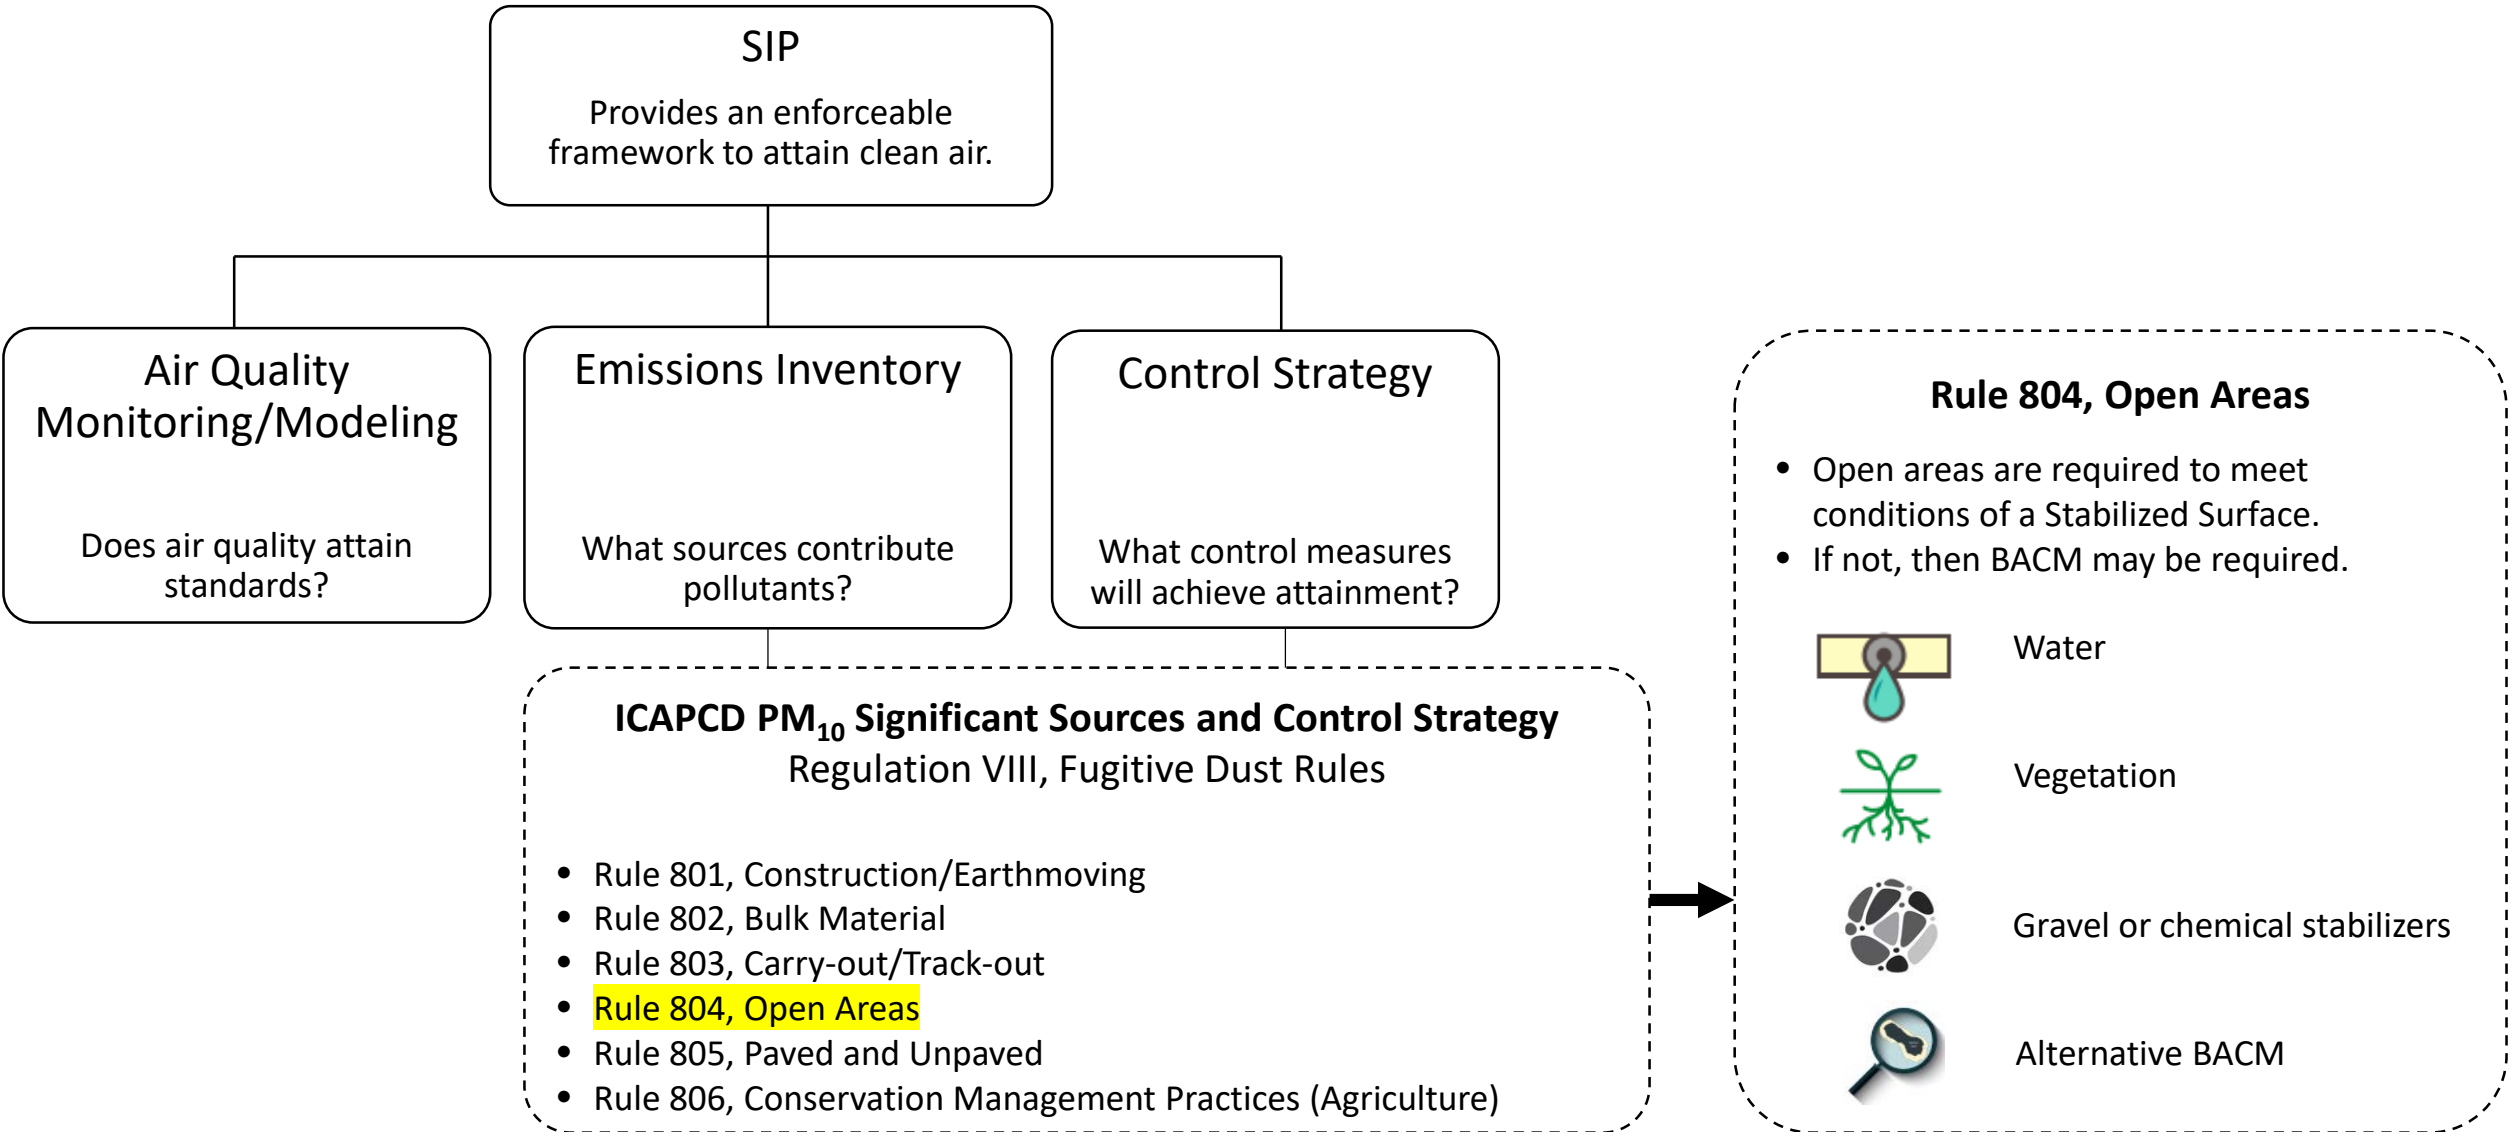 SIP
Provides an enforceable
framework to attain clean air.
Air Quality
Monitoring/Modeling
Does air quality attain
standards?
Emissions Inventory
What sources contribute
pollutants?
Control Strategy
What control measures
will achieve attainment?
ICAPCD PM10 Significant Sources and Control Strategy
Regulation VIII, Fugitive Dust Rules
• Rule 801, Construction/Earthmoving
• Rule 802, Bulk Material
• Rule 803, Carry-out/Track-out
• Rule 804, Open Areas
• Rule 805, Paved and Unpaved
• Rule 806, Conservation Management Practices (Agriculture)
Rule 804, Open Areas
• Open areas are required to meet
conditions of a Stabilized Surface.
• If not, then BACM may be required.
Water
Vegetation
Gravel or chemical stabilizers
Alternative BACM